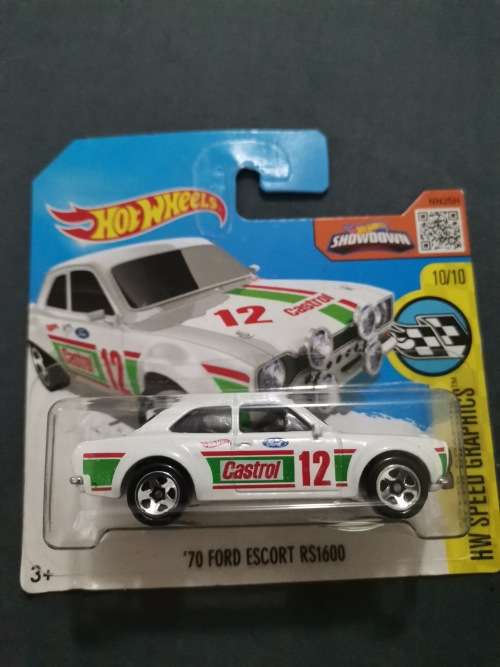 HOT WHEELS
NHZ6H
SHOWDOWN
10/10
HW SPEED GRAPHICS™
12
Castrol
Castrol
12
Ford
Castrol
12
'70 FORD ESCORT RS1600
3+